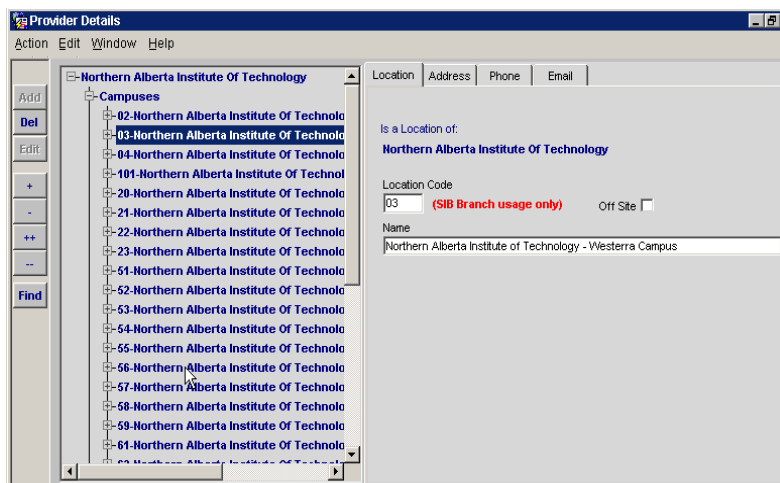 Provider Details
Action Edit Window Help
Add
Del
Edit
+
-
++
--
Find
Northern Alberta Institute Of Technology
Campuses
02-Northern Alberta Institute Of Technolo
03-Northern Alberta Institute Of Technolo
04-Northern Alberta Institute Of Technolo
101-Northern Alberta Institute Of Technol
20-Northern Alberta Institute Of Technolo
21-Northern Alberta Institute Of Technolo
22-Northern Alberta Institute Of Technolo
23-Northern Alberta Institute Of Technolo
51-Northern Alberta Institute Of Technolo
52-Northern Alberta Institute Of Technolo
53-Northern Alberta Institute Of Technolo
54-Northern Alberta Institute Of Technolo
55-Northern Alberta Institute Of Technolo
56-Northern Alberta Institute Of Technolo
57-Northern Alberta Institute Of Technolo
58-Northern Alberta Institute Of Technolo
59-Northern Alberta Institute Of Technolo
61-Northern Alberta Institute Of Technolo
Location Address Phone Email
Is a Location of:
Northern Alberta Institute Of Technology
Location Code
03 (SIB Branch usage only) Off Site
Name
Northern Alberta Institute of Technology - Westerra Campus